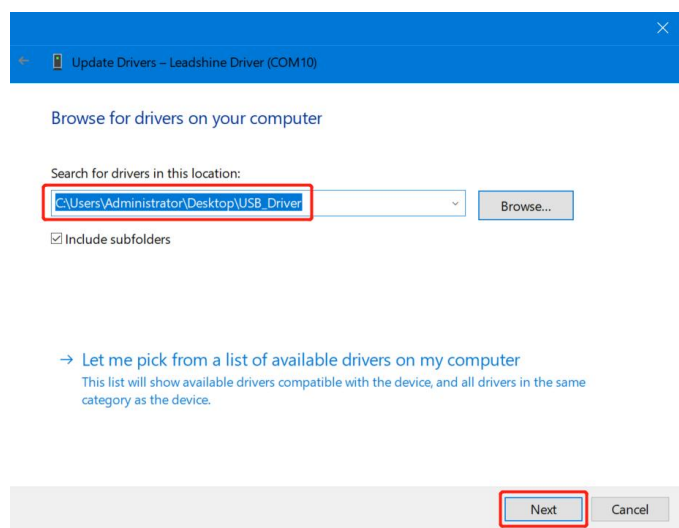 Update Drivers – Leadshine Driver (COM10)
Browse for drivers on your computer
Search for drivers in this location:
C:\Users\Administrator\Desktop\USB_Driver
Browse...
Include subfolders
Let me pick from a list of available drivers on my computer
This list will show available drivers compatible with the device, and all drivers in the same
category as the device.
Next
Cancel